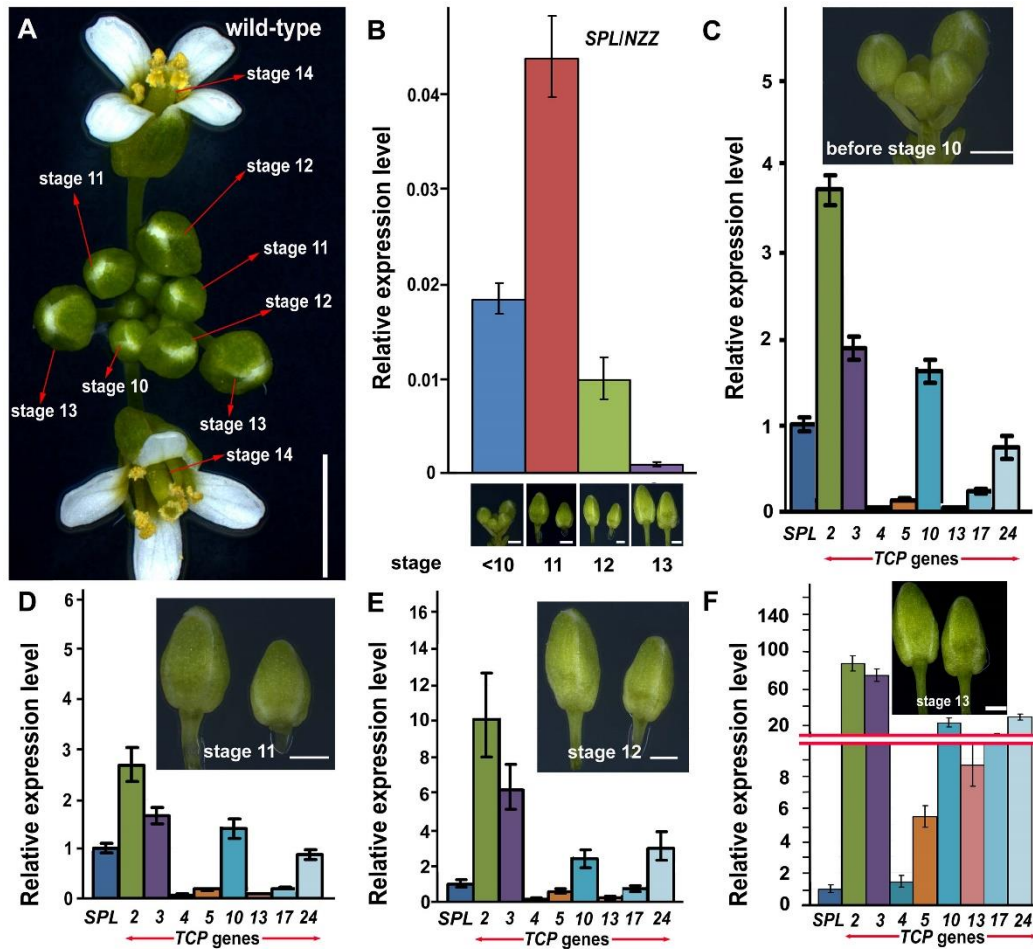 A
wild-type
stage 14
stage 12
stage 11
stage 11
stage 12
stage 10
stage 13
stage 13
stage 14
B
SPL/NZZ
Relative expression level
0.04
0.03
0.02
0.01
0
stage <10 11 12 13
C
before stage 10
Relative expression level
5
4
3
2
1
0
SPL 2 3 4 5 10 13 17 24
TCP genes
D
stage 11
Relative expression level
6
5
4
3
2
1
0
SPL 2 3 4 5 10 13 17 24
TCP genes
E
stage 12
Relative expression level
16
14
12
10
8
6
4
2
0
SPL 2 3 4 5 10 13 17 24
TCP genes
F
stage 13
Relative expression level
140
100
60
20
8
6
4
2
0
SPL 2 3 4 5 10 13 17 24
TCP genes